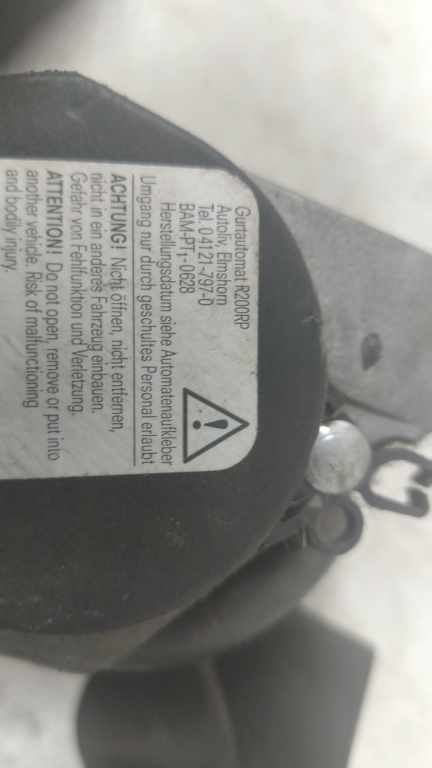 Gurtautomat R200RP
Autoliv, Elmshorn
Tel. 04121-797-0
BAM-PT₁-0628
Herstellungsdatum siehe Automatenaufkleber
Umgang nur durch geschultes Personal erlaubt
ACHTUNG! Nicht öffnen, nicht entfernen,
nicht in ein anderes Fahrzeug einbauen.
Gefahr von Fehlfunktion und Verletzung.
ATTENTION! Do not open, remove or put into
another vehicle. Risk of malfunctioning
and bodily injury.